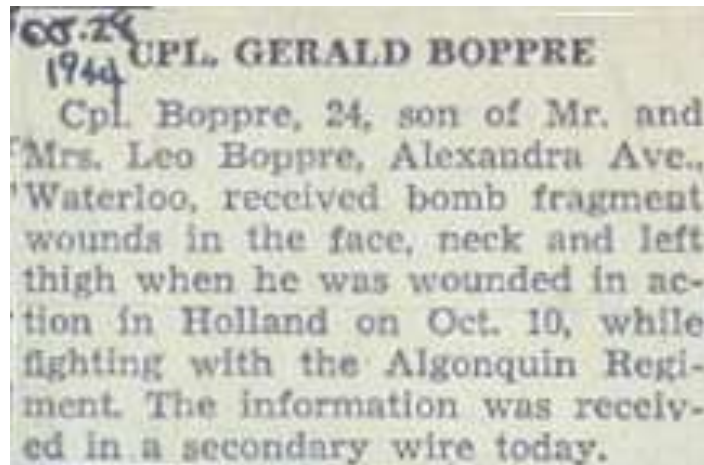 Oct. 28
1944
CPL. GERALD BOPPRE
Cpl. Boppre, 24, son of Mr. and
Mrs. Leo Boppre, Alexandra Ave.,
Waterloo, received bomb fragment
wounds in the face, neck and left
thigh when he was wounded in ac-
tion in Holland on Oct. 10, while
fighting with the Algonquin Regi-
ment. The information was receiv-
ed in a secondary wire today.